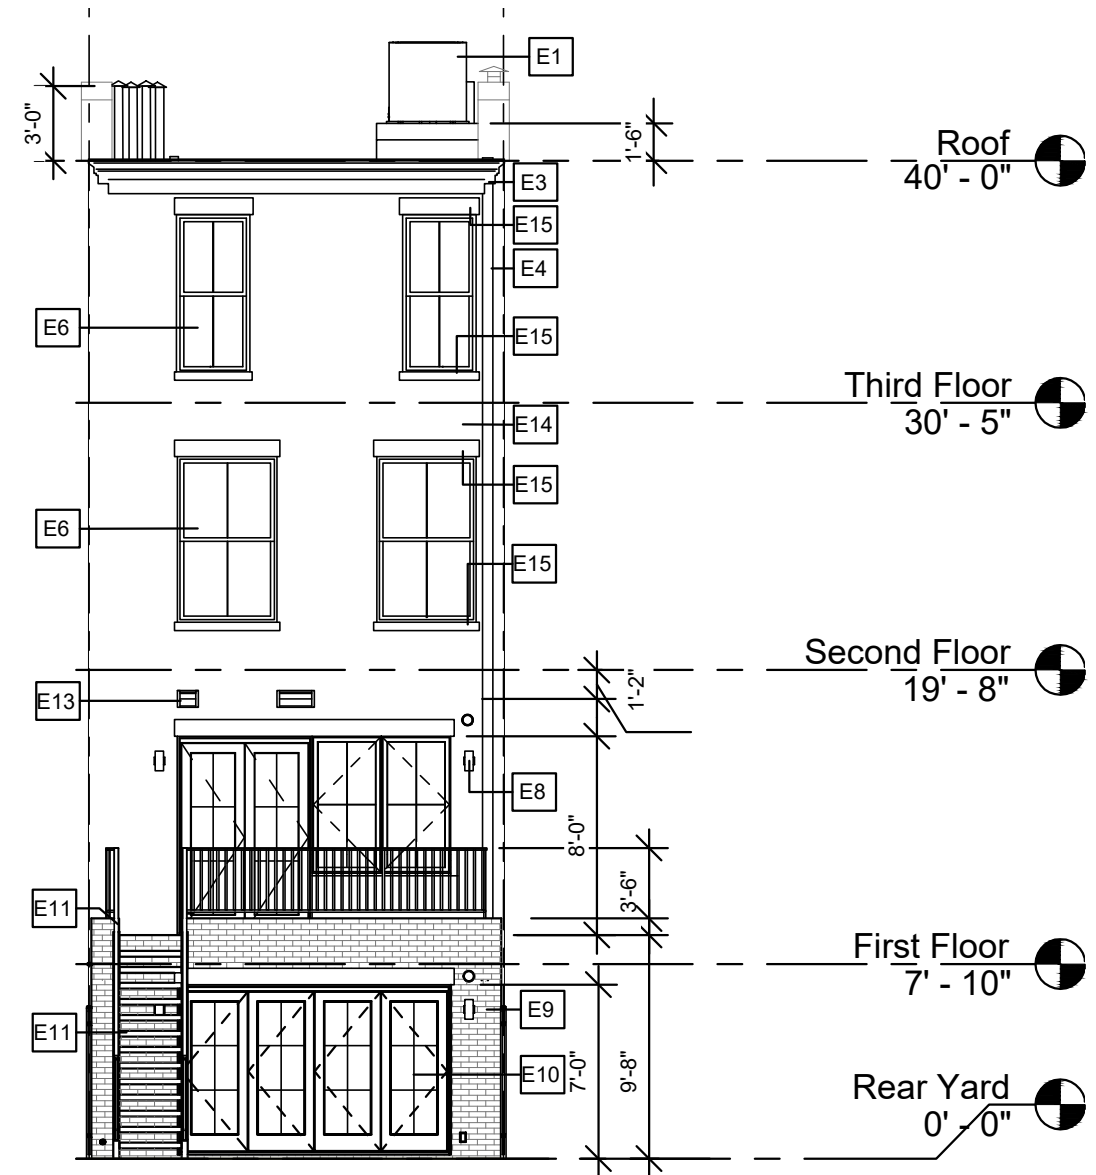 E1
3'-0"
1'-6"
Roof
40' - 0"
E3
E15
E4
E6
E15
Third Floor
30' - 5"
E14
E15
E6
E15
Second Floor
19' - 8"
1'-2"
E13
E8
8'-0"
3'-6"
E11
First Floor
7' - 10"
E9
E11
E10
7'-0"
9'-8"
Rear Yard
0' - 0"